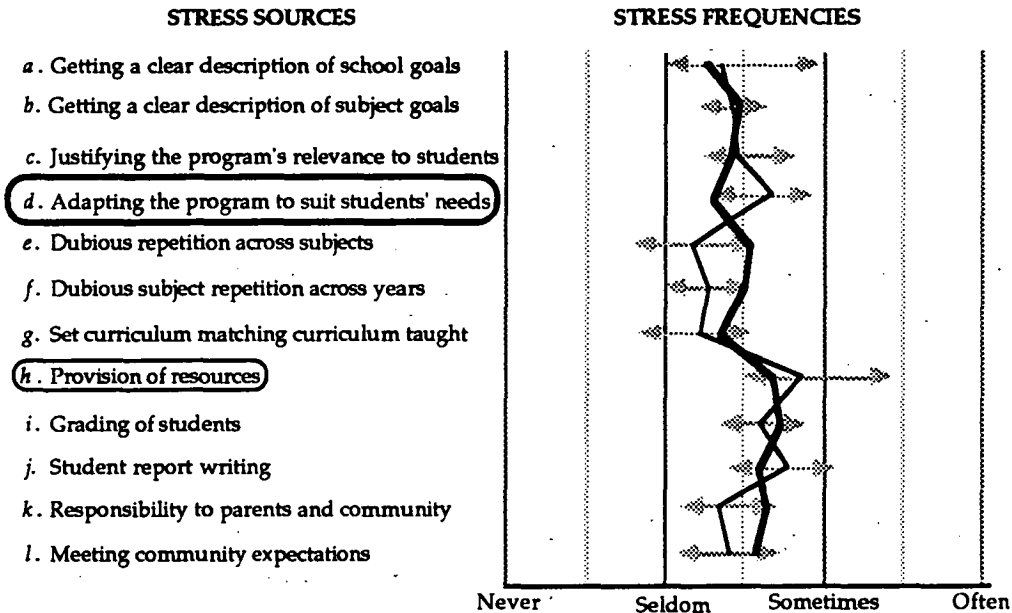 STRESS SOURCES STRESS FREQUENCIES
a. Getting a clear description of school goals
b. Getting a clear description of subject goals
c. Justifying the program's relevance to students
d. Adapting the program to suit students' needs
e. Dubious repetition across subjects
f. Dubious subject repetition across years
g. Set curriculum matching curriculum taught
h. Provision of resources
i. Grading of students
j. Student report writing
k. Responsibility to parents and community
l. Meeting community expectations
Never Seldom Sometimes Often